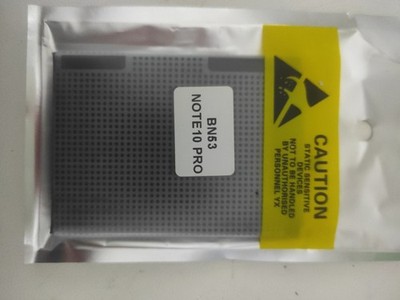 BN53
NOTE10 PRO
CAUTION
STATIC SENSITIVE
DEVICES
NOT TO BE HANDLED
BY UNAUTHORISED
PERSONNEL YX